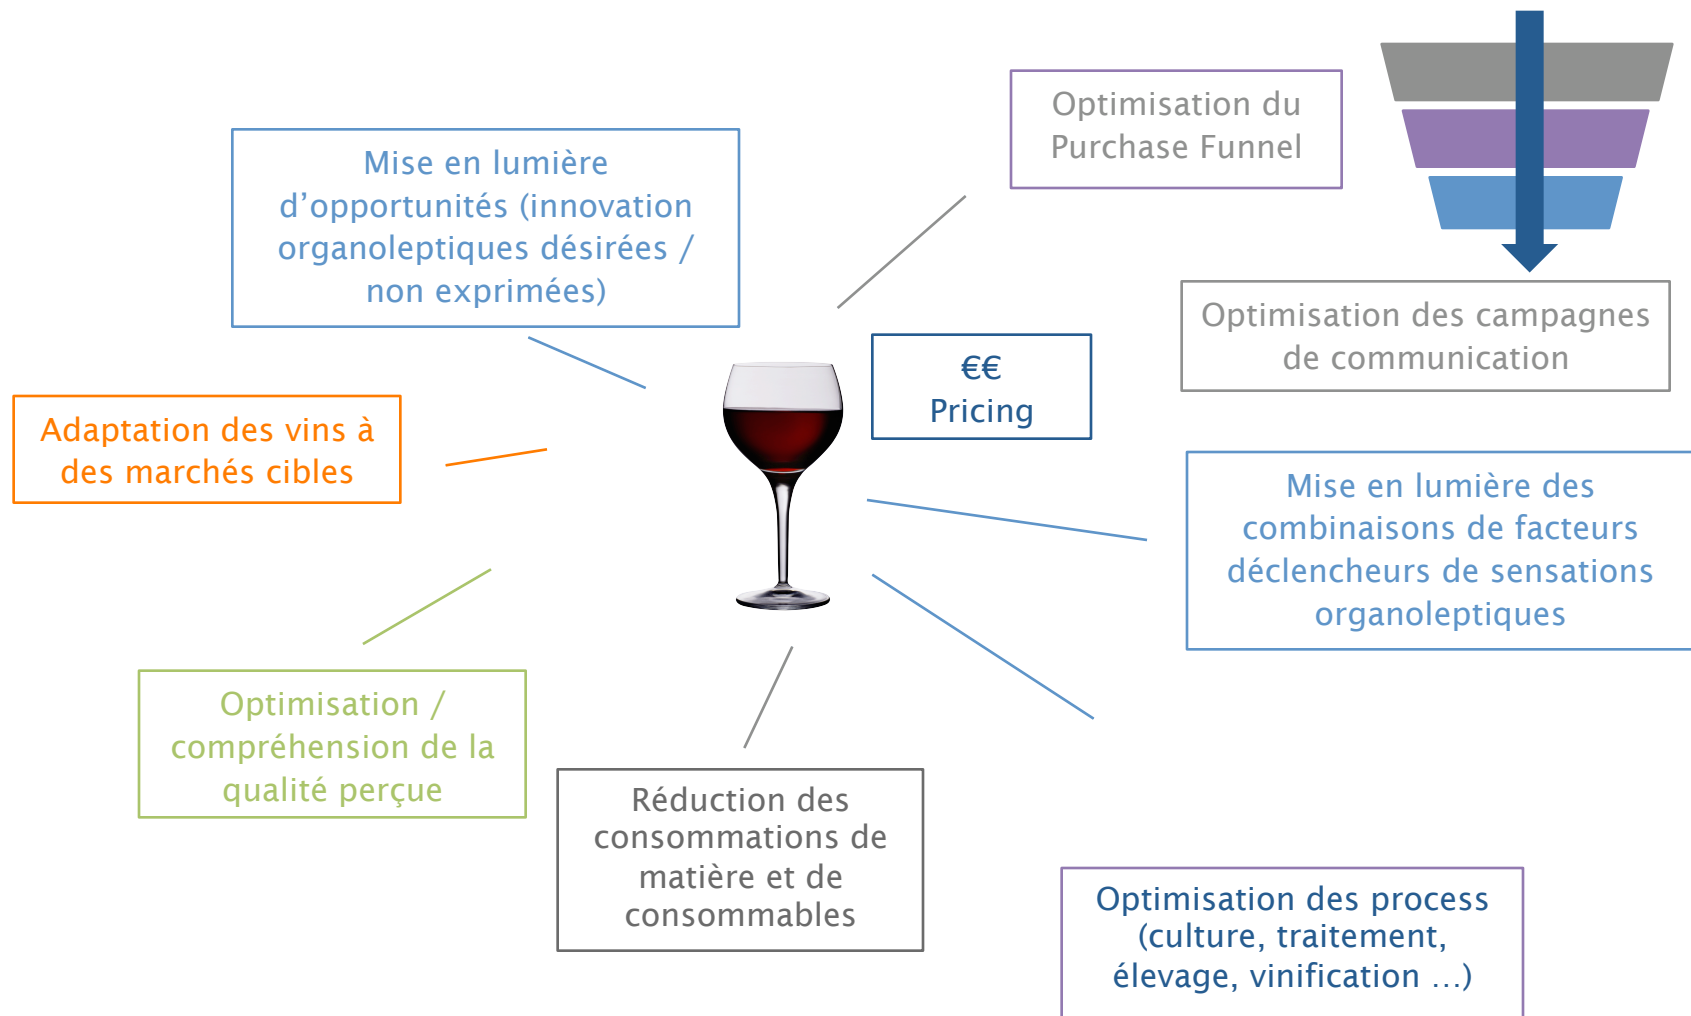 Optimisation du
Purchase Funnel
Mise en lumière
d’opportunités (innovation
organoleptiques désirées /
non exprimées)
Optimisation des campagnes
de communication
€€
Pricing
Adaptation des vins à
des marchés cibles
Mise en lumière des
combinaisons de facteurs
déclencheurs de sensations
organoleptiques
Optimisation /
compréhension de la
qualité perçue
Réduction des
consommations de
matière et de
consommables
Optimisation des process
(culture, traitement,
élevage, vinification …)